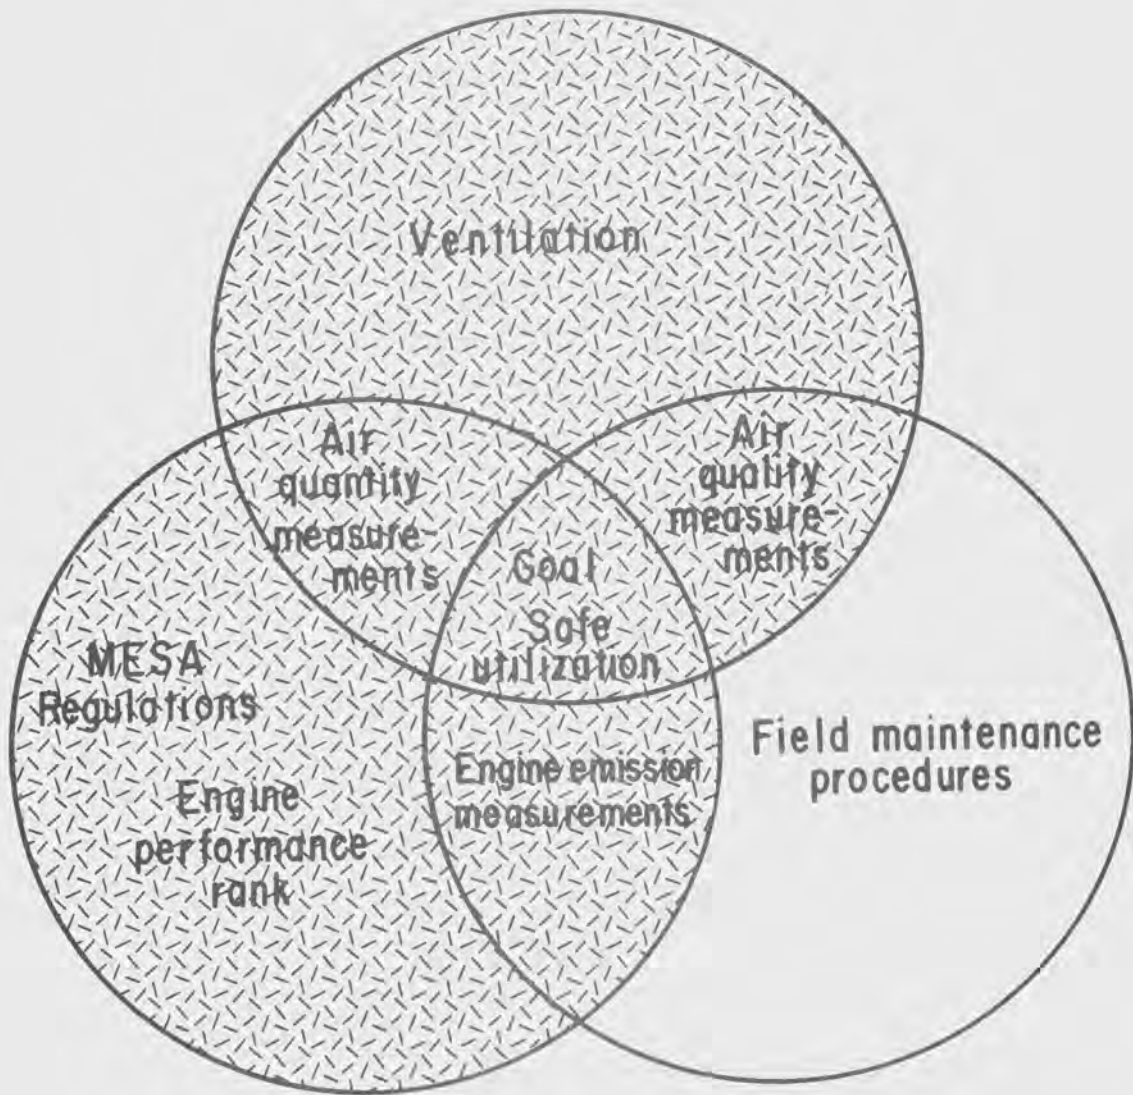 Ventilation
Air
quantity
measure-
ments
Air
quality
measure-
ments
Goal
Safe
utilization
MESA
Regulations
Engine
performance
rank
Engine emission
measurements
Field maintenance
procedures